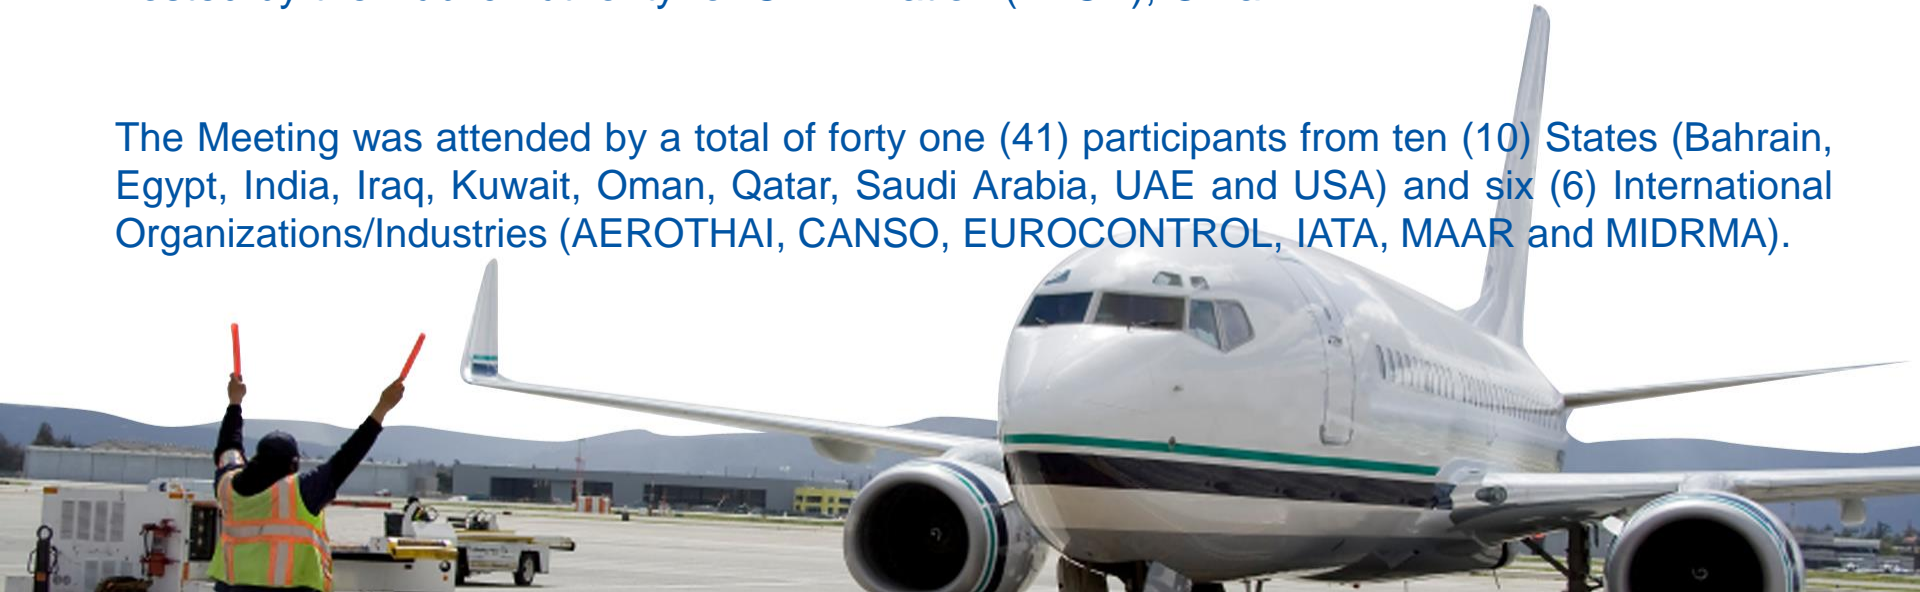 The Meeting was attended by a total of forty one (41) participants from ten (10) States (Bahrain,
Egypt, India, Iraq, Kuwait, Oman, Qatar, Saudi Arabia, UAE and USA) and six (6) International
Organizations/Industries (AEROTHAI, CANSO, EUROCONTROL, IATA, MAAR and MIDRMA).